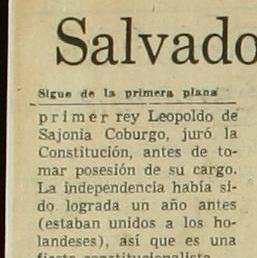 Salvado
Sigue de la primera plana
primer rey Leopoldo de
Sajonia Coburgo, juró la
Constitución, antes de to-
mar posesión de su cargo.
La independencia había si-
do lograda un año antes
(estaban unidos a los ho-
landeses), así que es una
fiesta constitucionalista